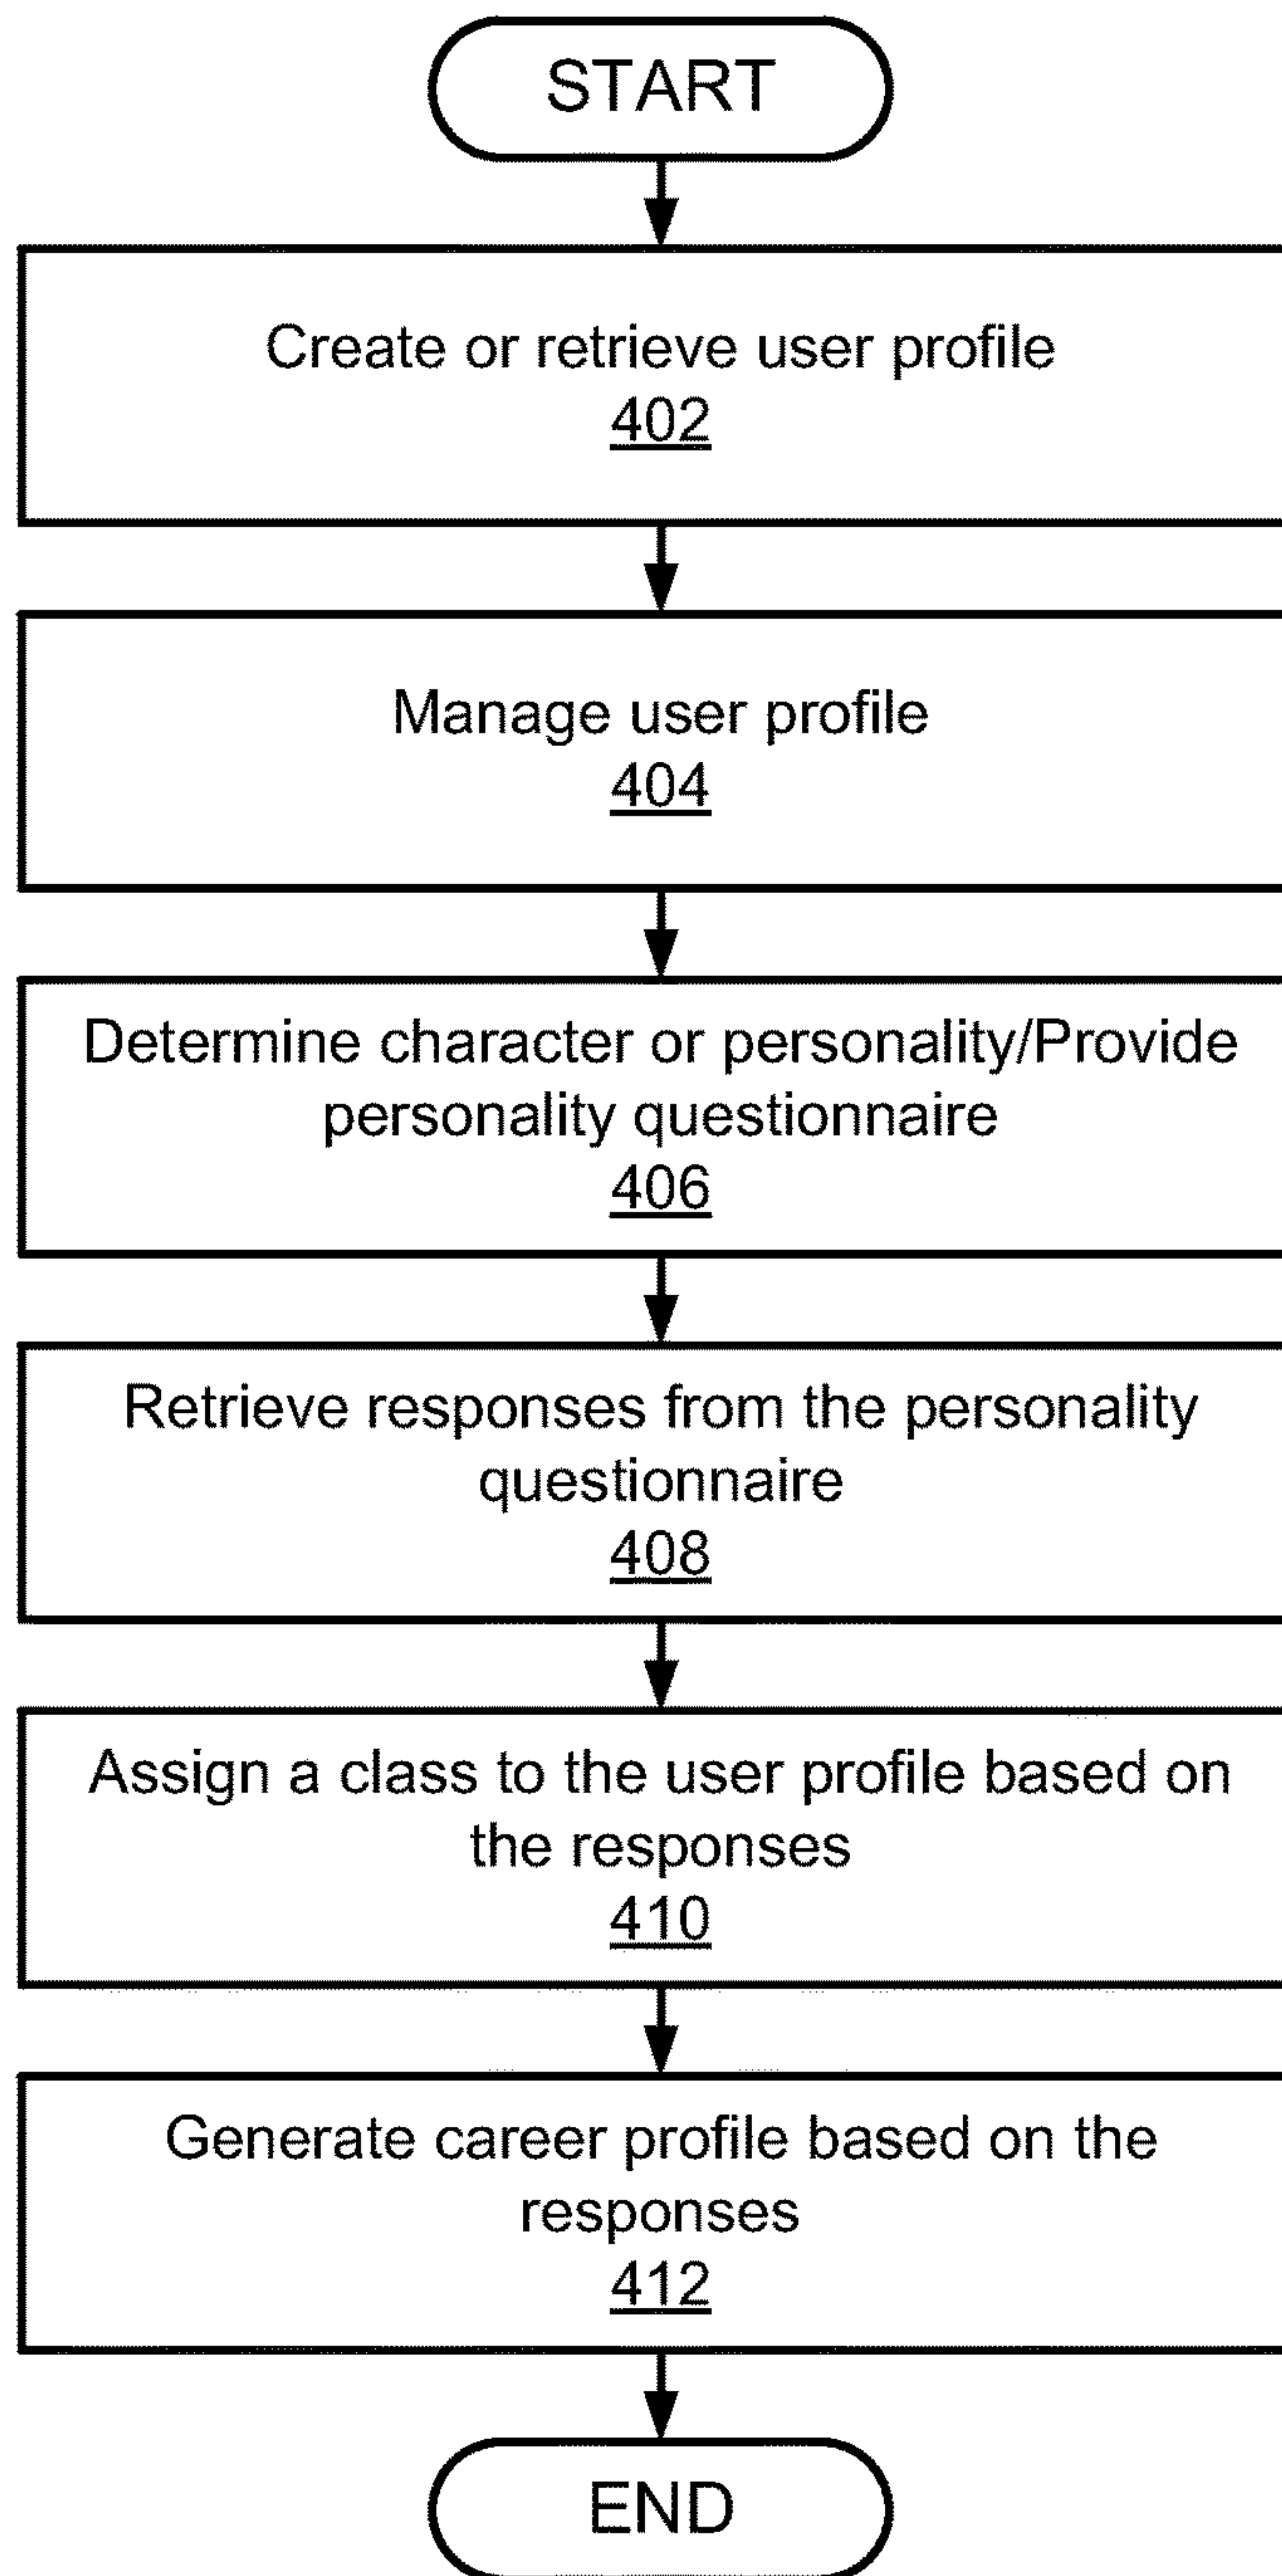 START
Create or retrieve user profile
402
Manage user profile
404
Determine character or personality/Provide
personality questionnaire
406
Retrieve responses from the personality
questionnaire
408
Assign a class to the user profile based on
the responses
410
Generate career profile based on the
responses
412
END